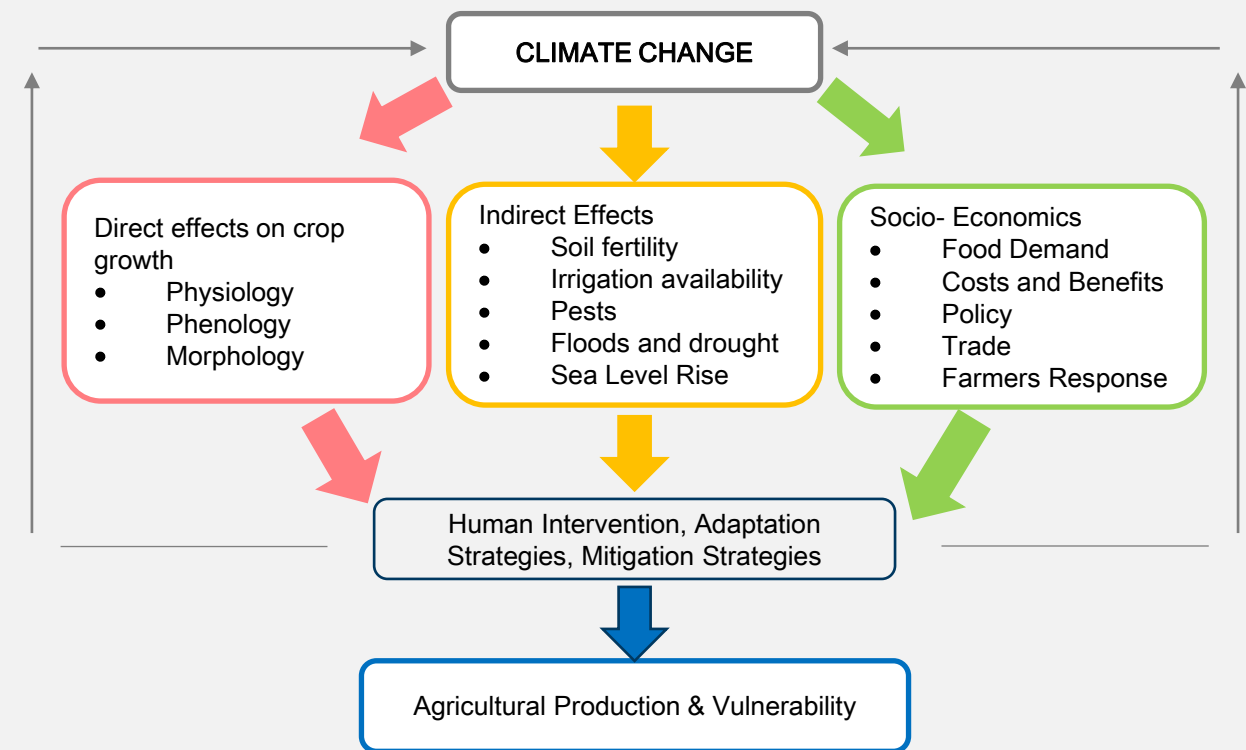 CLIMATE CHANGE
Direct effects on crop
growth
• Physiology
• Phenology
• Morphology
Indirect Effects
• Soil fertility
• Irrigation availability
• Pests
• Floods and drought
• Sea Level Rise
Socio- Economics
• Food Demand
• Costs and Benefits
• Policy
• Trade
• Farmers Response
Human Intervention, Adaptation
Strategies, Mitigation Strategies
Agricultural Production & Vulnerability